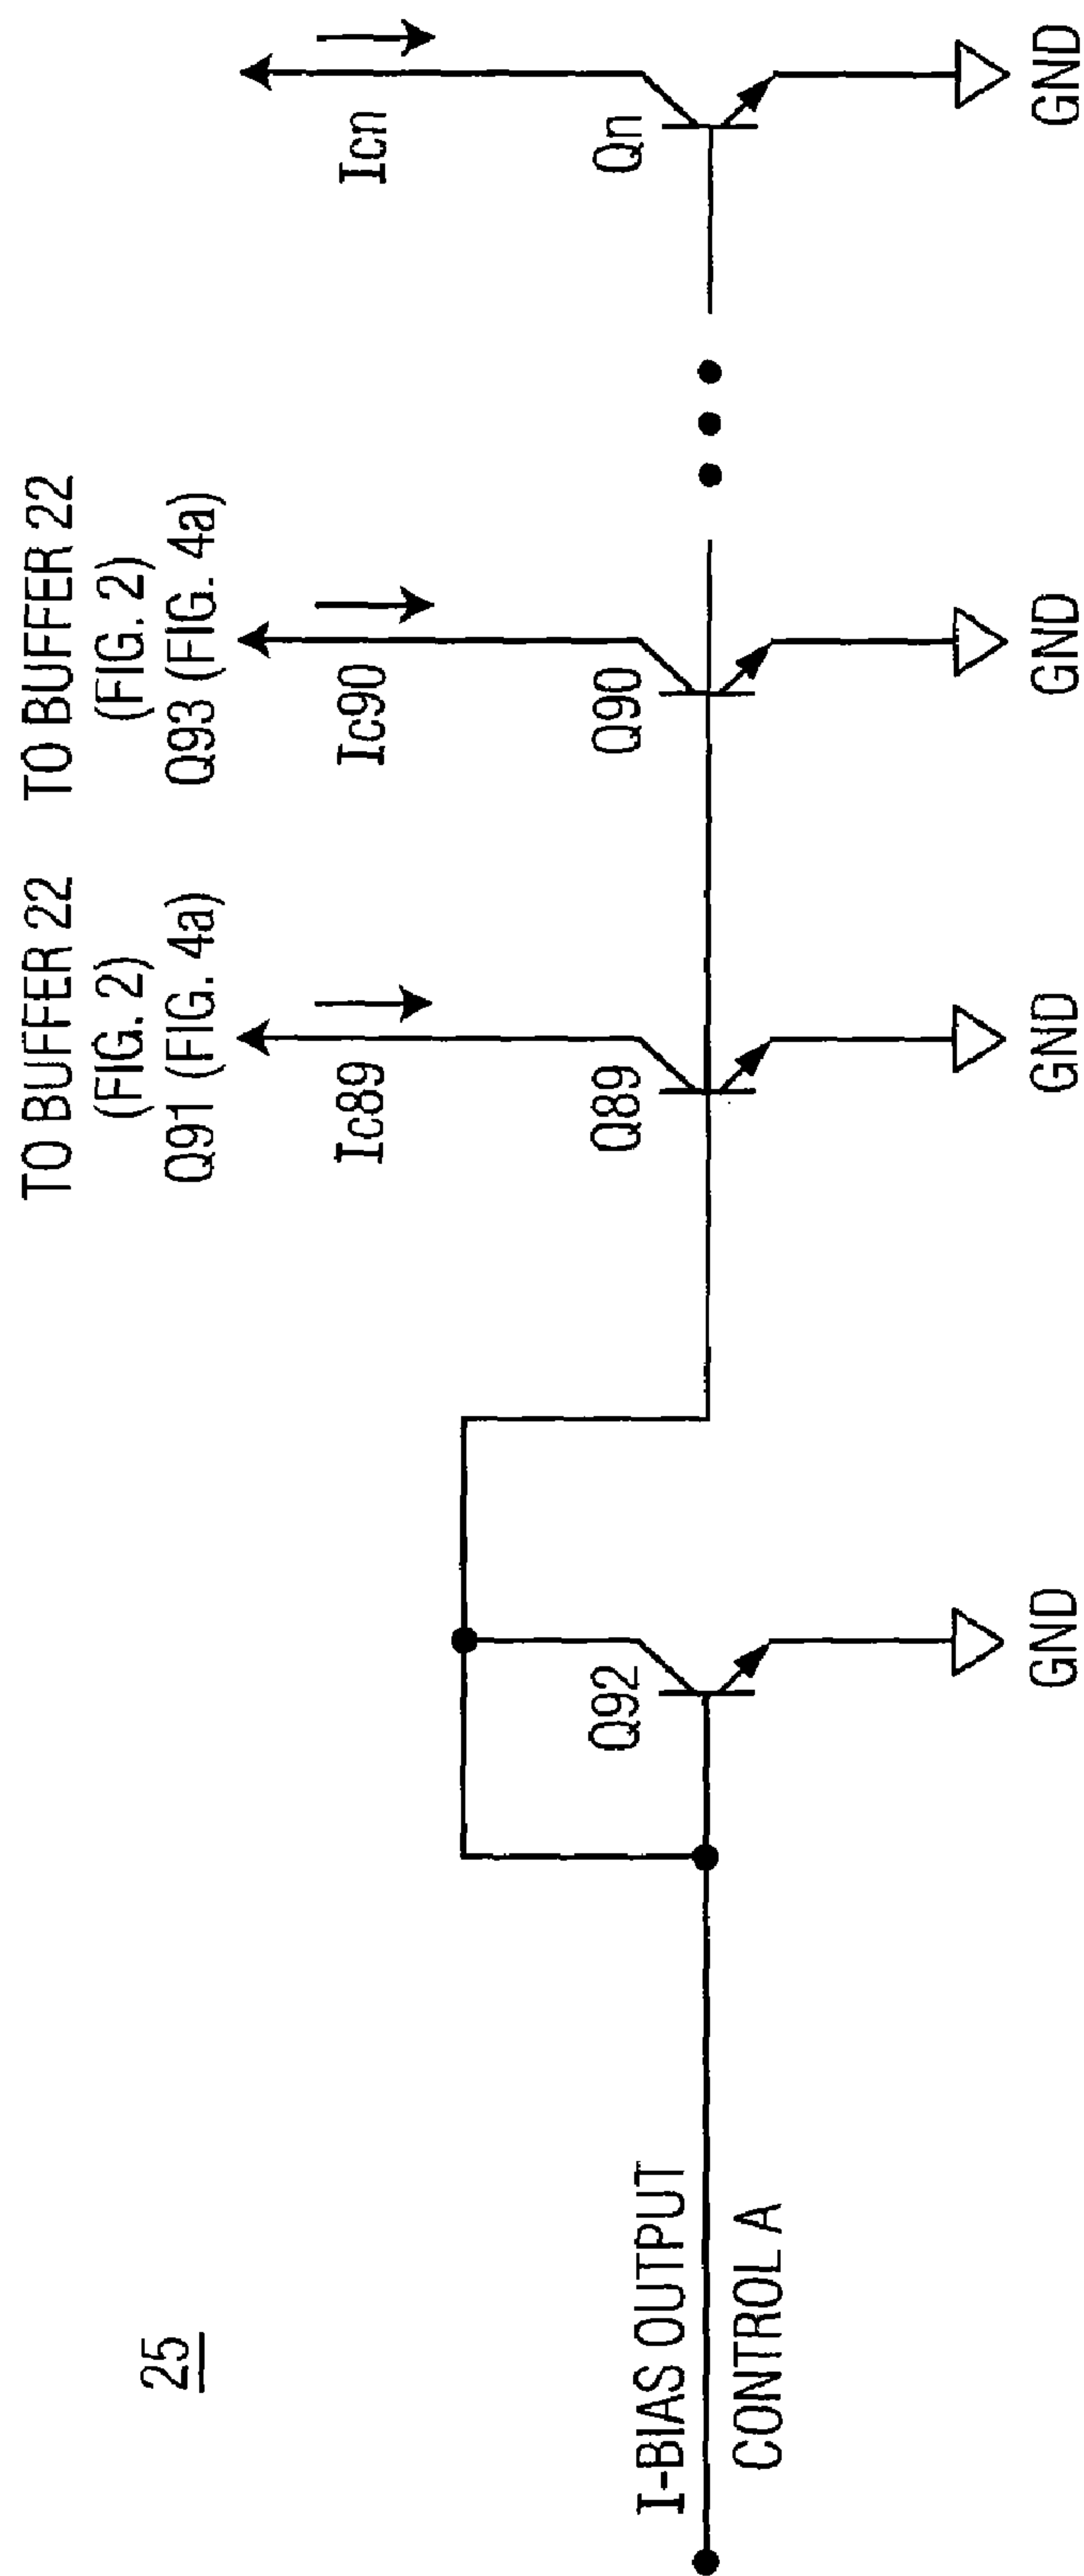 25
TO BUFFER 22
(FIG. 2)
Q91 (FIG. 4a)
TO BUFFER 22
(FIG. 2)
Q93 (FIG. 4a)
Ic89
Ic90
Icn
I-BIAS OUTPUT
CONTROL A
Q92
Q89
Q90
Qn
GND
GND
GND
GND